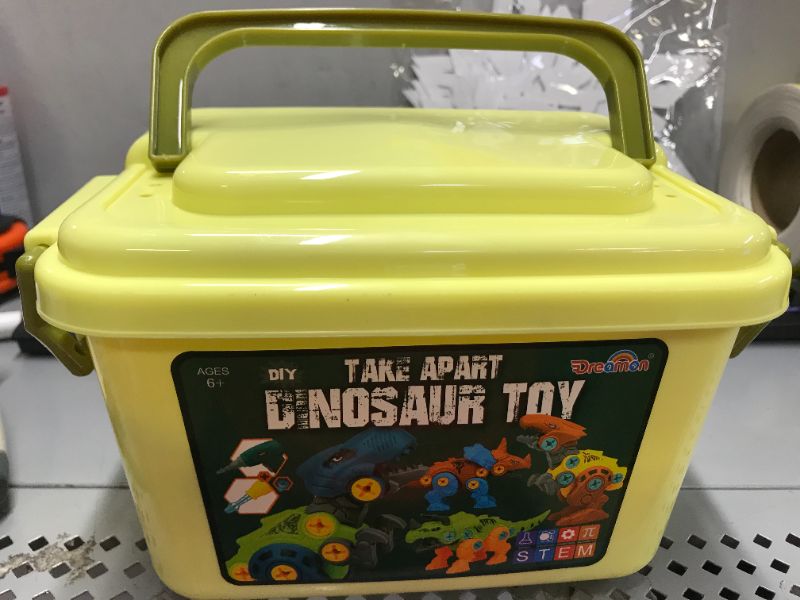 AGES
6+
DIY
TAKE APART
DINOSAUR TOY
Dreamon®
π
STEM